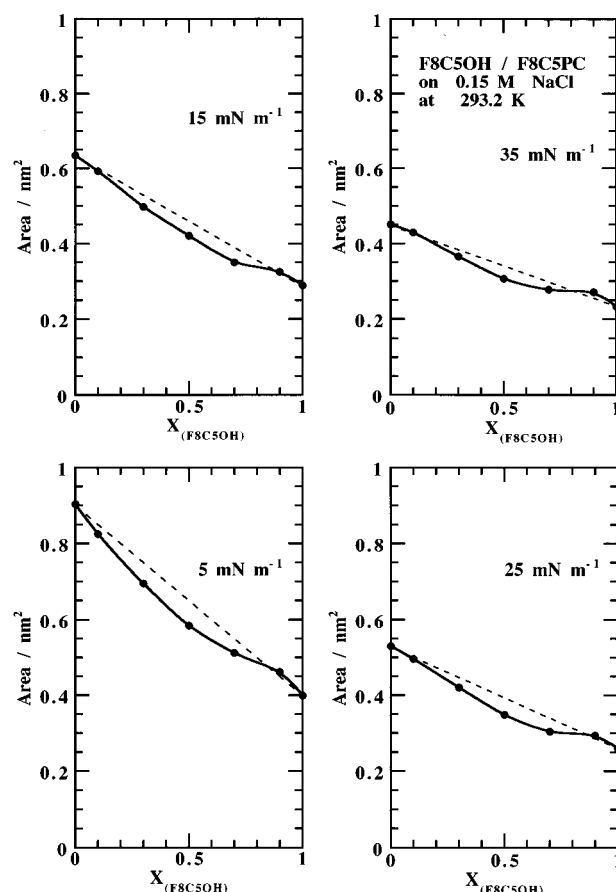 1
0.8
0.6
0.4
0.2
0
Area / nm²
15 mN m⁻¹
0 0.5 1
X(F8C5OH)
1
0.8
0.6
0.4
0.2
0
Area / nm²
F8C5OH / F8C5PC
on 0.15 M NaCl
at 293.2 K
35 mN m⁻¹
0 0.5 1
X(F8C5OH)
1
0.8
0.6
0.4
0.2
0
Area / nm²
5 mN m⁻¹
0 0.5 1
X(F8C5OH)
1
0.8
0.6
0.4
0.2
0
Area / nm²
25 mN m⁻¹
0 0.5 1
X(F8C5OH)